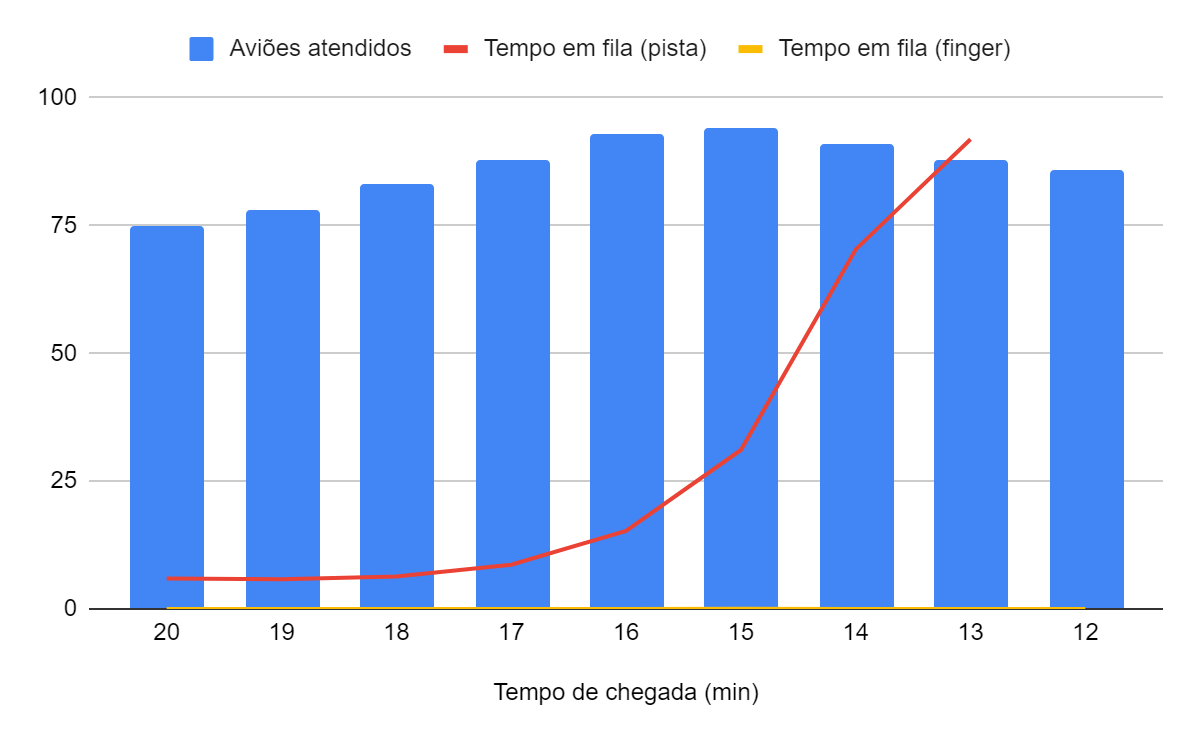 Aviões atendidos Tempo em fila (pista) Tempo em fila (finger)
100
75
50
25
0
20 19 18 17 16 15 14 13 12
Tempo de chegada (min)